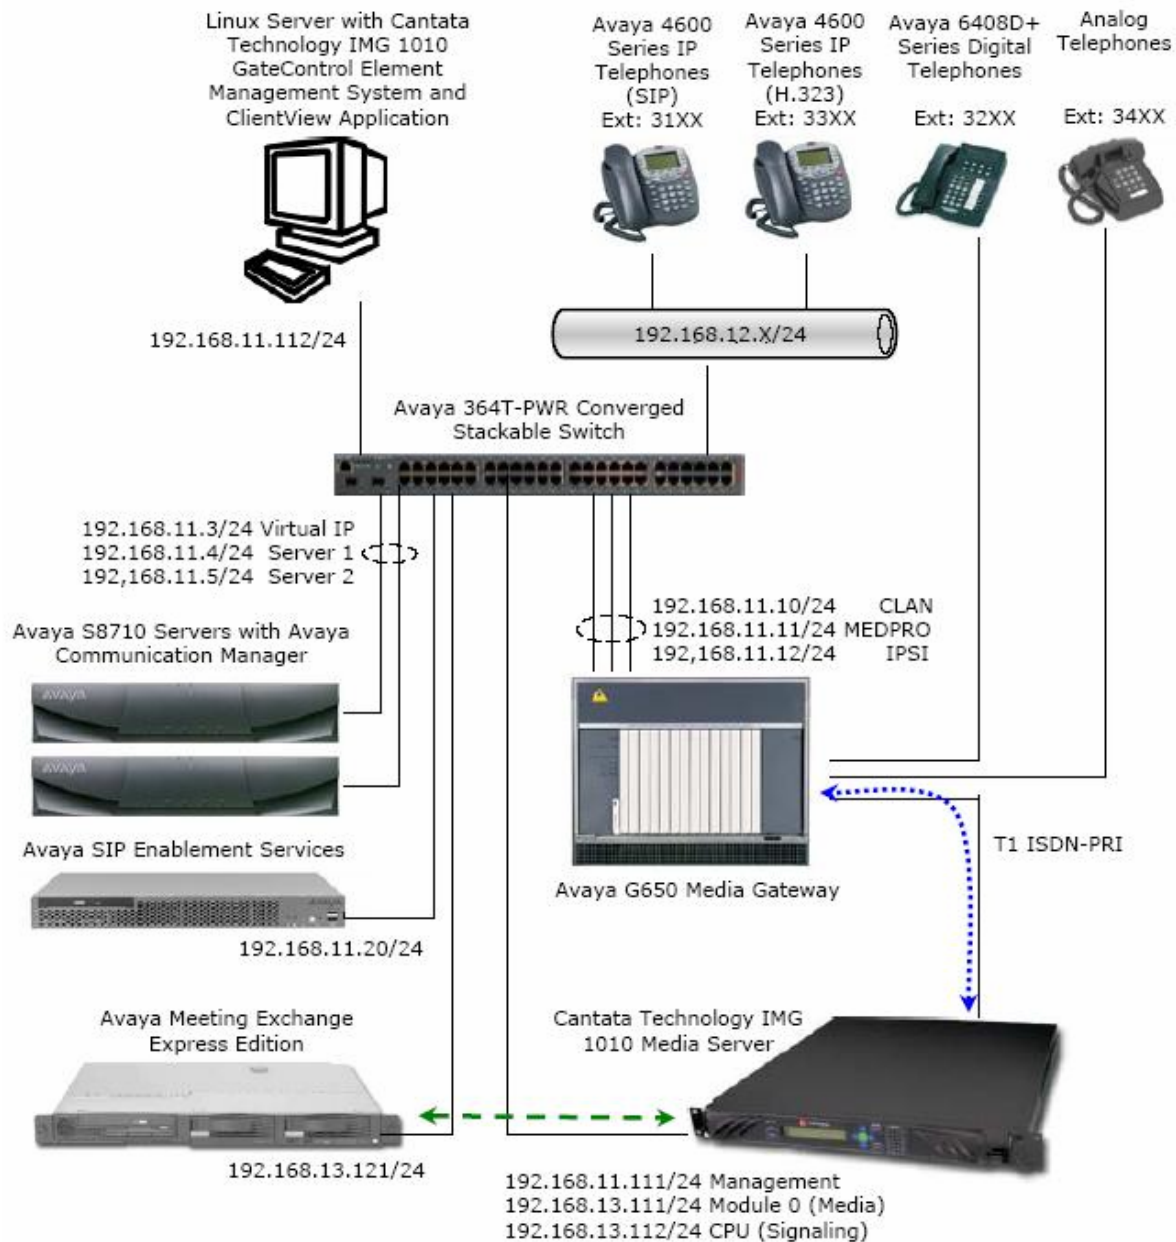 Linux Server with Cantata
Technology IMG 1010
GateControl Element
Management System and
ClientView Application
Avaya 4600
Series IP
Telephones
(SIP)
Ext: 31XX
Avaya 4600
Series IP
Telephones
(H.323)
Ext: 33XX
Avaya 6408D+
Series Digital
Telephones
Ext: 32XX
Analog
Telephones
Ext: 34XX
192.168.11.112/24
192.168.12.X/24
Avaya 364T-PWR Converged
Stackable Switch
192.168.11.3/24 Virtual IP
192.168.11.4/24 Server 1
192,168.11.5/24 Server 2
192.168.11.10/24 CLAN
192.168.11.11/24 MEDPRO
192,168.11.12/24 IPSI
Avaya S8710 Servers with Avaya
Communication Manager
AVAYA
AVAYA
Avaya SIP Enablement Services
AVAYA
192.168.11.20/24
Avaya G650 Media Gateway
T1 ISDN-PRI
Avaya Meeting Exchange
Express Edition
192.168.13.121/24
Cantata Technology IMG
1010 Media Server
192.168.11.111/24 Management
192.168.13.111/24 Module 0 (Media)
192.168.13.112/24 CPU (Signaling)